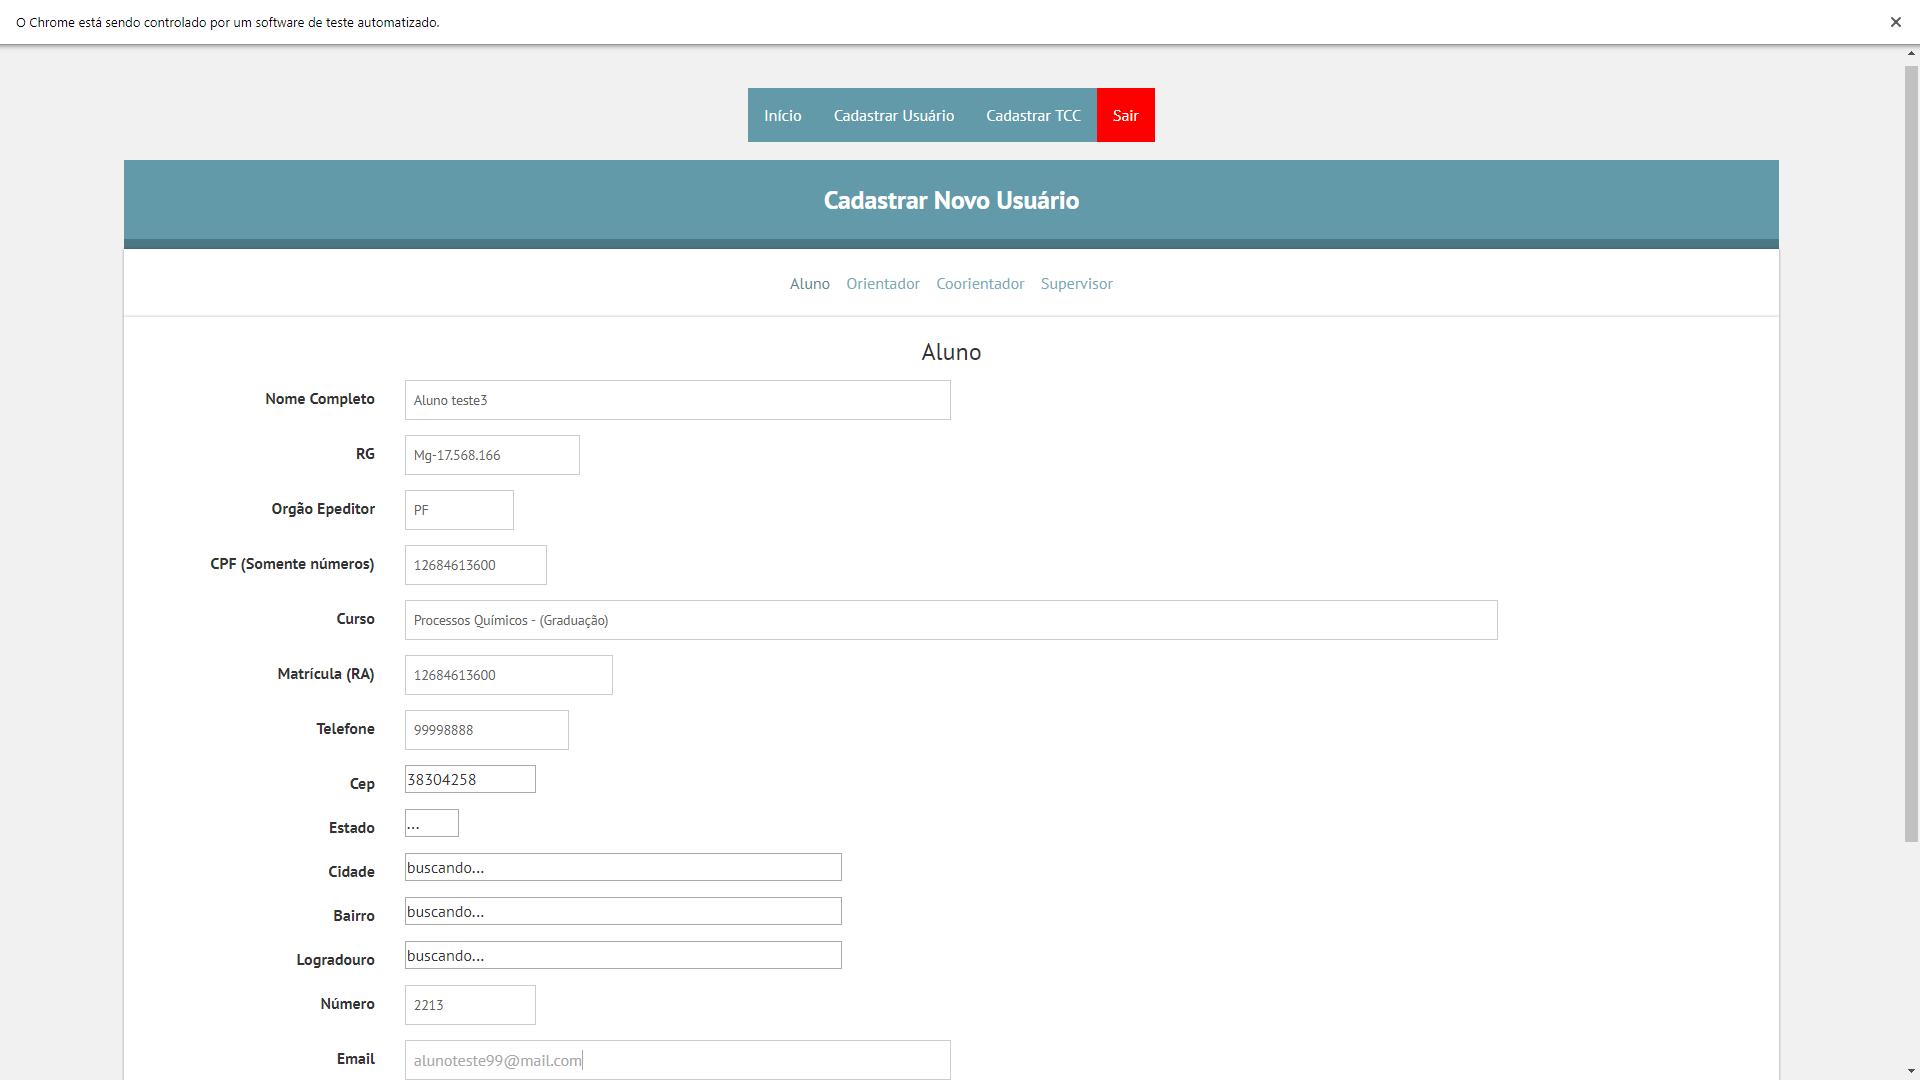 O Chrome está sendo controlado por um software de teste automatizado.
Início Cadastrar Usuário Cadastrar TCC Sair
Cadastrar Novo Usuário
Aluno Orientador Coorientador Supervisor
Aluno
Nome Completo Aluno teste3
RG Mg-17.568.166
Orgão Epeditor PF
CPF (Somente números) 12684613600
Curso Processos Químicos - (Graduação)
Matrícula (RA) 12684613600
Telefone 99998888
Cep 38304258
Estado ...
Cidade buscando...
Bairro buscando...
Logradouro buscando...
Número 2213
Email alunoteste99@mail.com